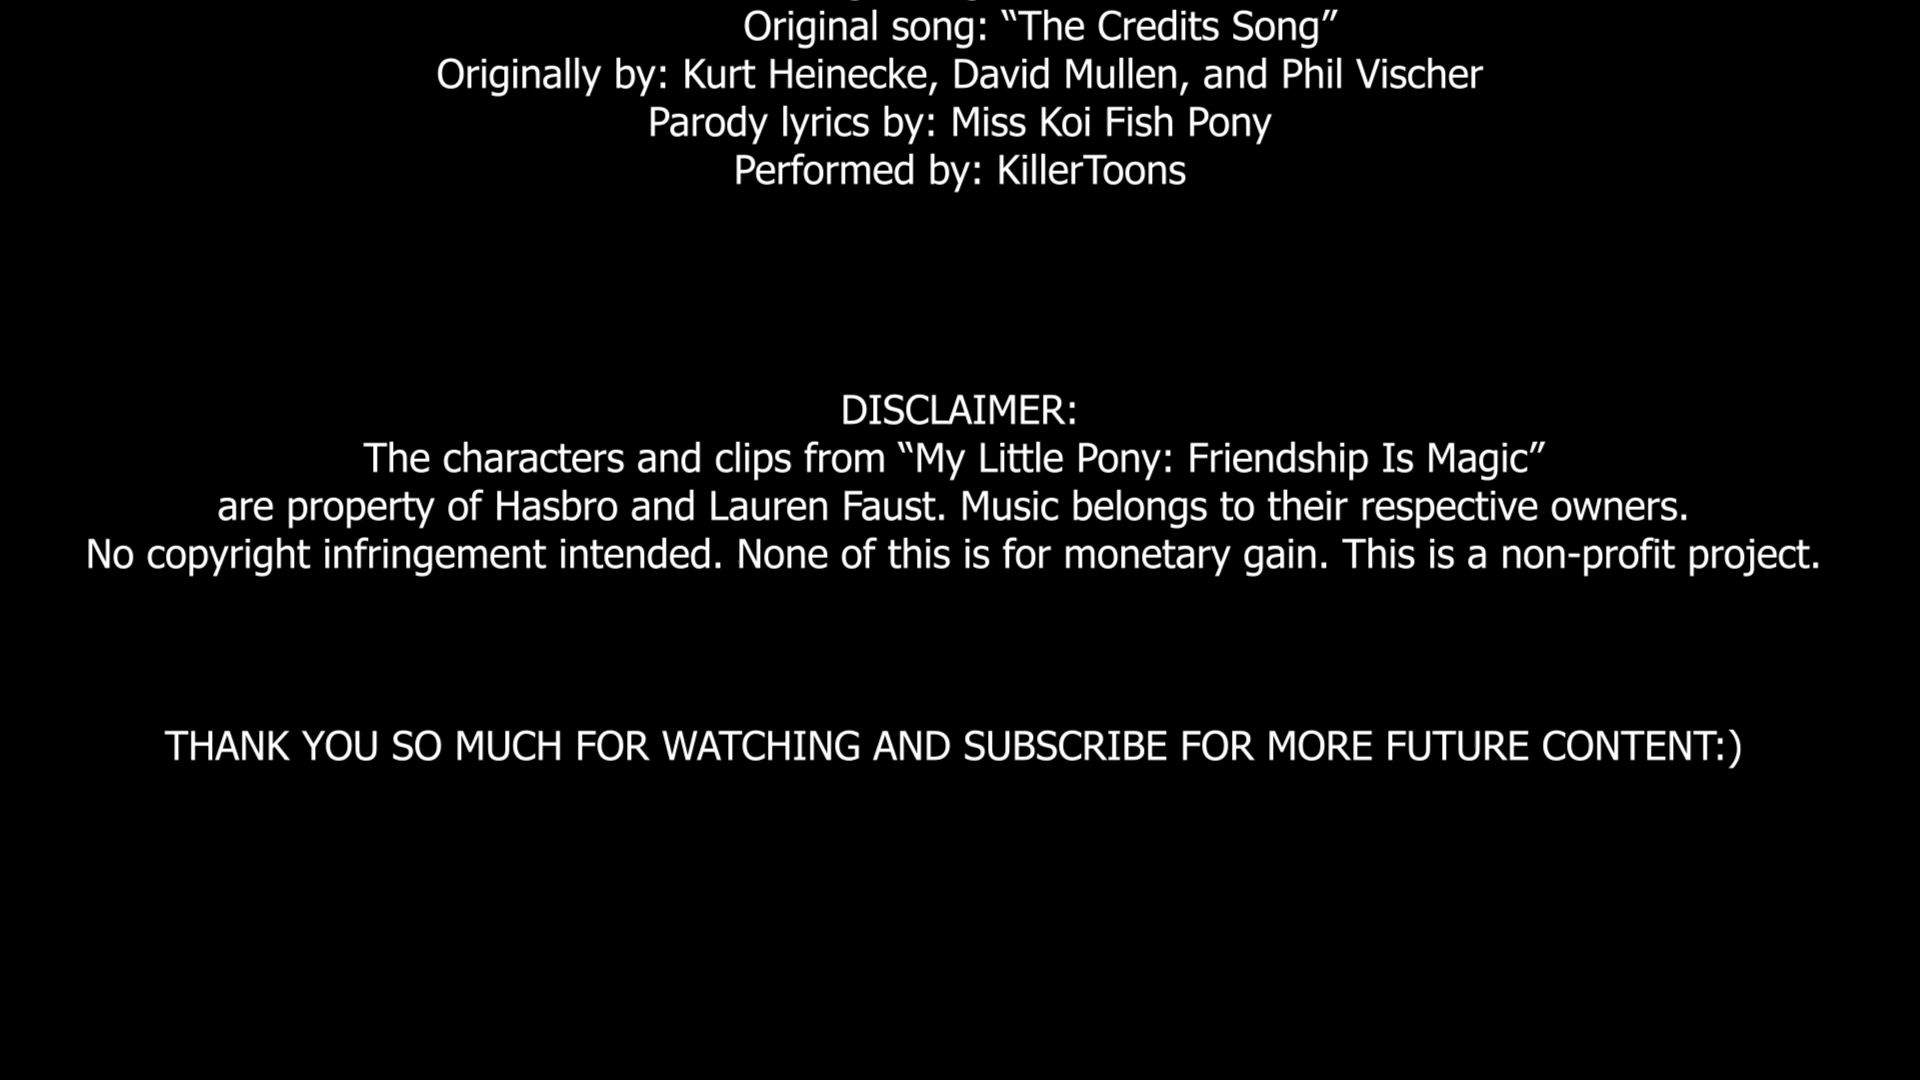 Original song: “The Credits Song”
Originally by: Kurt Heinecke, David Mullen, and Phil Vischer
Parody lyrics by: Miss Koi Fish Pony
Performed by: KillerToons
DISCLAIMER:
The characters and clips from “My Little Pony: Friendship Is Magic”
are property of Hasbro and Lauren Faust. Music belongs to their respective owners.
No copyright infringement intended. None of this is for monetary gain. This is a non-profit project.
THANK YOU SO MUCH FOR WATCHING AND SUBSCRIBE FOR MORE FUTURE CONTENT:)